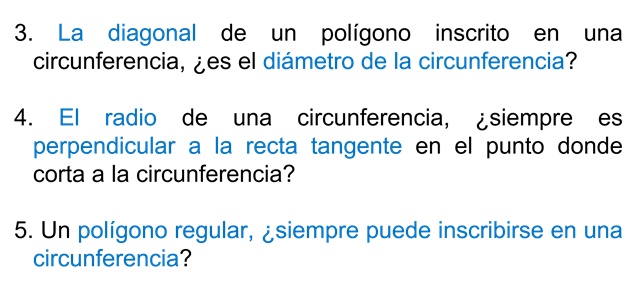 3. La diagonal de un polígono inscrito en una
circunferencia, ¿es el diámetro de la circunferencia?
4. El radio de una circunferencia, ¿siempre es
perpendicular a la recta tangente en el punto donde
corta a la circunferencia?
5. Un polígono regular, ¿siempre puede inscribirse en una
circunferencia?